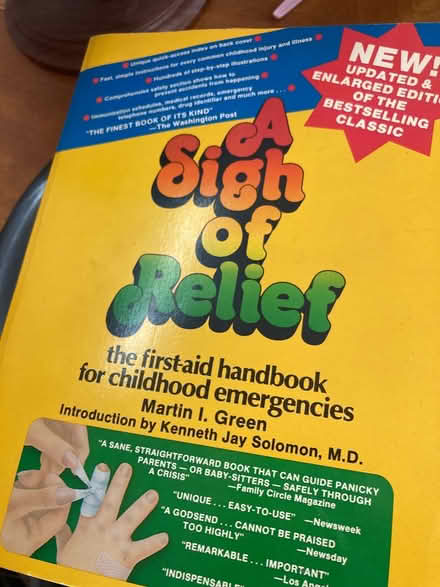 • Unique quick-access index on back cover •
• Fast, simple instructions for every common childhood injury and illness •
• Hundreds of step-by-step illustrations •
• Comprehensive safety section shows how to
prevent accidents from happening •
• Immunization schedules, medical records, emergency
telephone numbers, drug identifier and much more . . . •
"THE FINEST BOOK OF ITS KIND"
—The Washington Post
NEW!
UPDATED &
ENLARGED EDITI
OF THE
BESTSELLING
CLASSIC
A
Sigh
of
Relief
the first-aid handbook
for childhood emergencies
Martin I. Green
Introduction by Kenneth Jay Solomon, M.D.
"A SANE, STRAIGHTFORWARD BOOK THAT CAN GUIDE PANICKY
PARENTS — OR BABY-SITTERS — SAFELY THROUGH
A CRISIS"
—Family Circle Magazine
"UNIQUE . . . EASY-TO-USE" —Newsweek
"A GODSEND . . . CANNOT BE PRAISED
TOO HIGHLY"
—Newsday
"REMARKABLE . . . IMPORTANT"
—Los
"INDISPENSABLE"